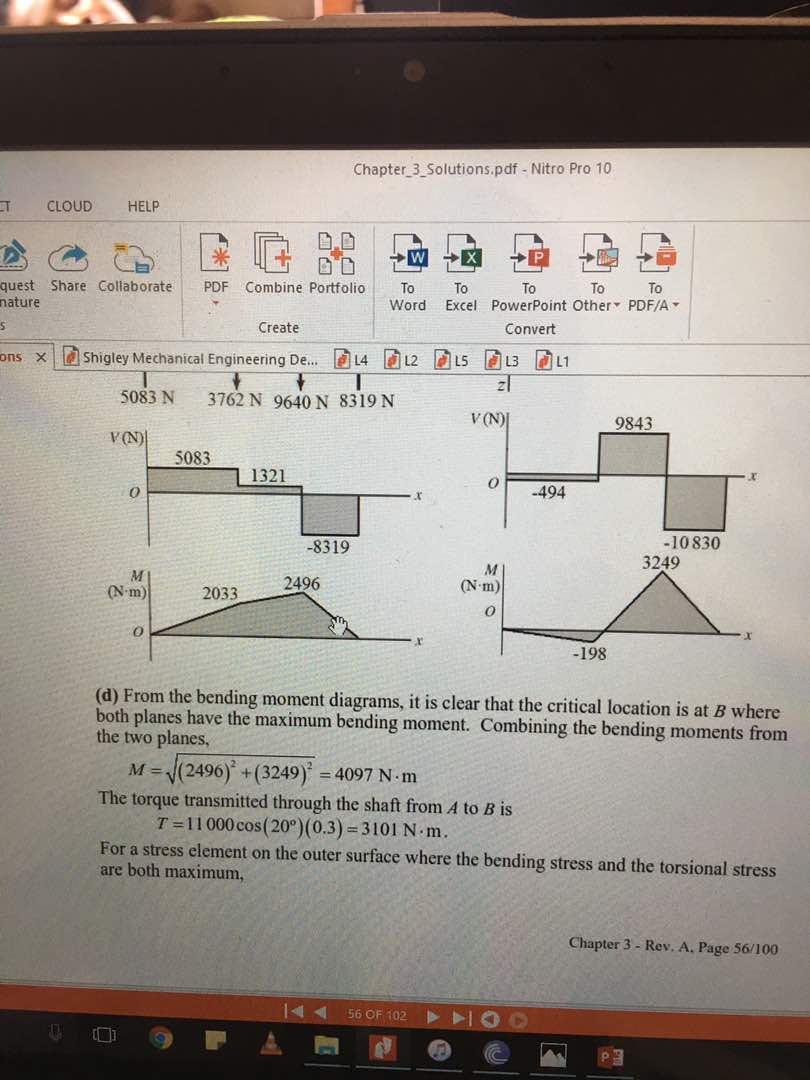 Chapter_3_Solutions.pdf - Nitro Pro 10
CLOUD HELP
Share Collaborate PDF Combine Portfolio To Word To Excel To PowerPoint To Other To PDF/A
Create Convert
Shigley Mechanical Engineering De... L4 L2 L5 L3 L1
5083 N 3762 N 9640 N 8319 N
z
V (N)
5083
1321
O
x
-8319
V (N)
9843
O
-494
x
-10 830
M
(N·m)
2033
2496
O
x
M
(N·m)
3249
O
-198
x
(d) From the bending moment diagrams, it is clear that the critical location is at B where
both planes have the maximum bending moment. Combining the bending moments from
the two planes,
M = √(2496)² + (3249)² = 4097 N·m
The torque transmitted through the shaft from A to B is
T = 11 000 cos(20°)(0.3) = 3101 N·m.
For a stress element on the outer surface where the bending stress and the torsional stress
are both maximum,
Chapter 3 - Rev. A, Page 56/100
56 OF 102